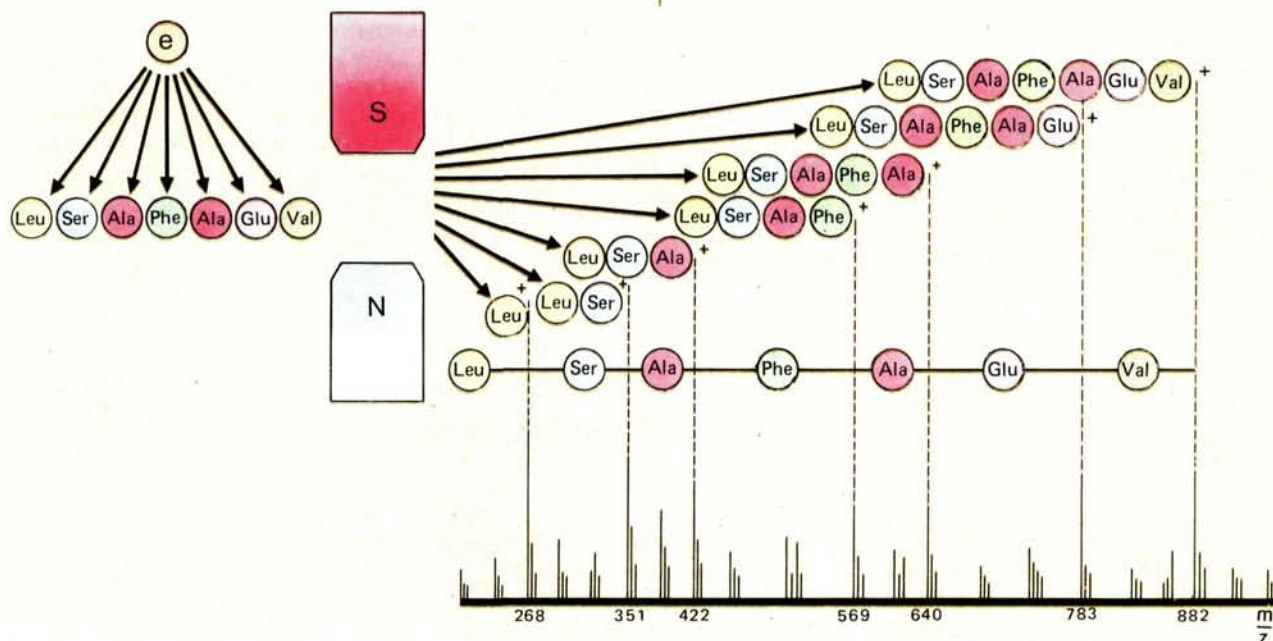 e
S
Leu Ser Ala Phe Ala Glu Val +
Leu Ser Ala Phe Ala Glu +
Leu Ser Ala Phe Ala +
Leu Ser Ala Phe Ala Glu Val
Leu Ser Ala Phe +
Leu Ser Ala +
N
Leu +
Leu Ser +
Leu Ser Ala Phe Ala Glu Val
268 351 422 569 640 783 882 m
z